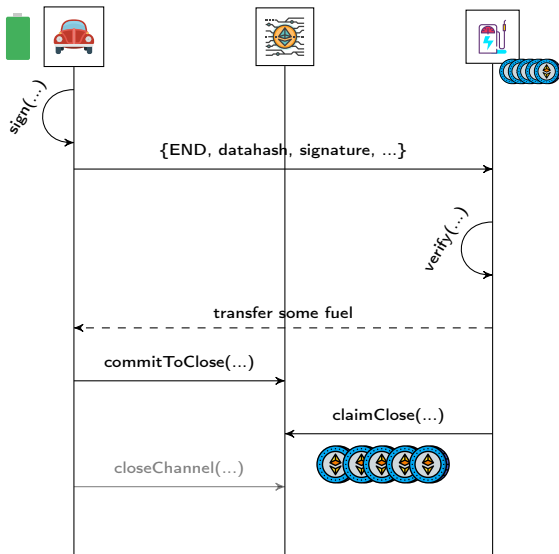 sign(...)
{END, datahash, signature, ...}
verify(...)
transfer some fuel
commitToClose(...)
claimClose(...)
closeChannel(...)